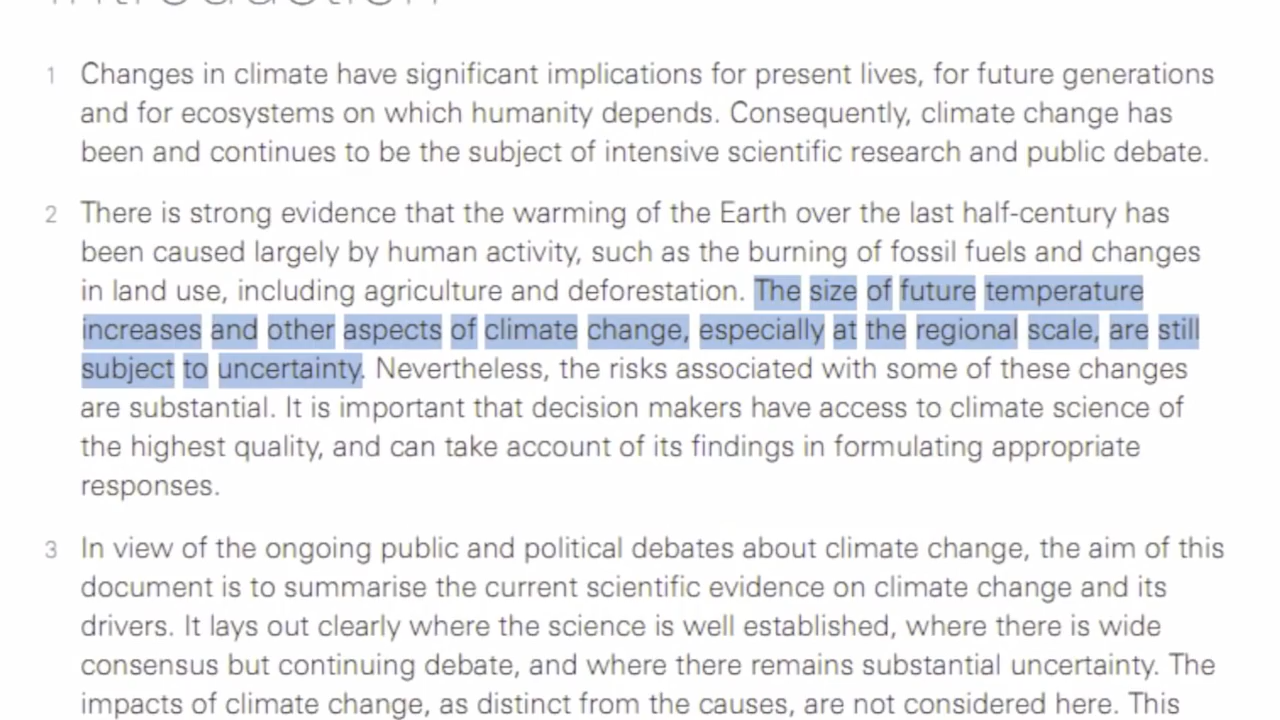 Introduction
1 Changes in climate have significant implications for present lives, for future generations
and for ecosystems on which humanity depends. Consequently, climate change has
been and continues to be the subject of intensive scientific research and public debate.
2 There is strong evidence that the warming of the Earth over the last half-century has
been caused largely by human activity, such as the burning of fossil fuels and changes
in land use, including agriculture and deforestation. The size of future temperature
increases and other aspects of climate change, especially at the regional scale, are still
subject to uncertainty. Nevertheless, the risks associated with some of these changes
are substantial. It is important that decision makers have access to climate science of
the highest quality, and can take account of its findings in formulating appropriate
responses.
3 In view of the ongoing public and political debates about climate change, the aim of this
document is to summarise the current scientific evidence on climate change and its
drivers. It lays out clearly where the science is well established, where there is wide
consensus but continuing debate, and where there remains substantial uncertainty. The
impacts of climate change, as distinct from the causes, are not considered here. This